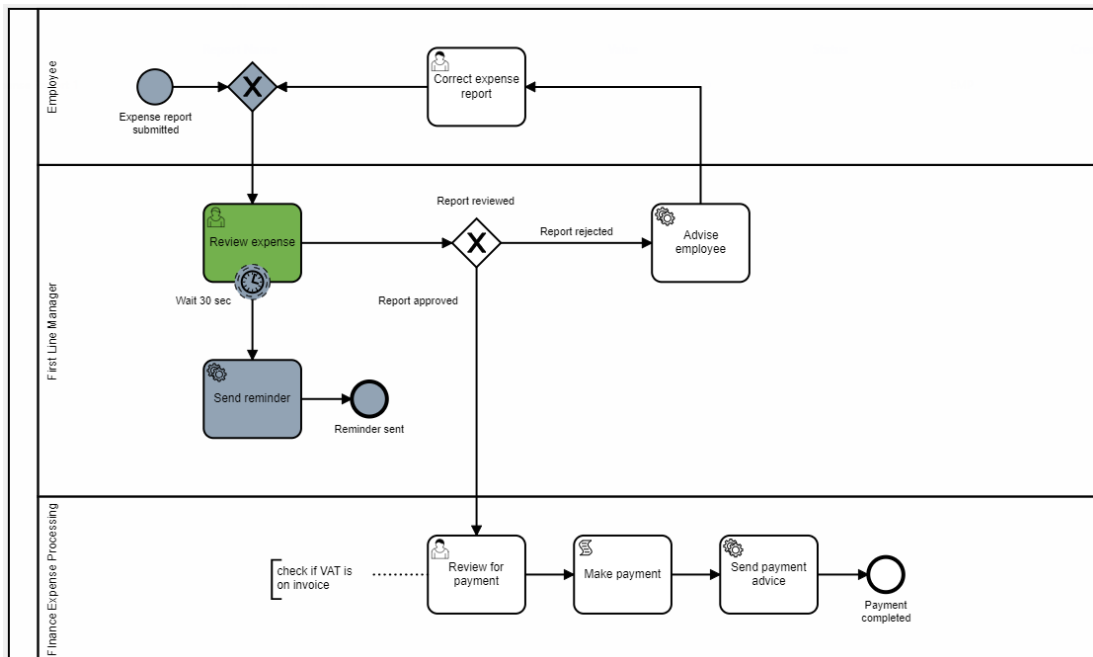 Employee
Correct expense
report
Expense report
submitted
First Line Manager
Report reviewed
Review expense
Report rejected
Advise
employee
Wait 30 sec
Report approved
Send reminder
Reminder sent
FInance Expense Processing
check if VAT is
on invoice
Review for
payment
Make payment
Send payment
advice
Payment
completed